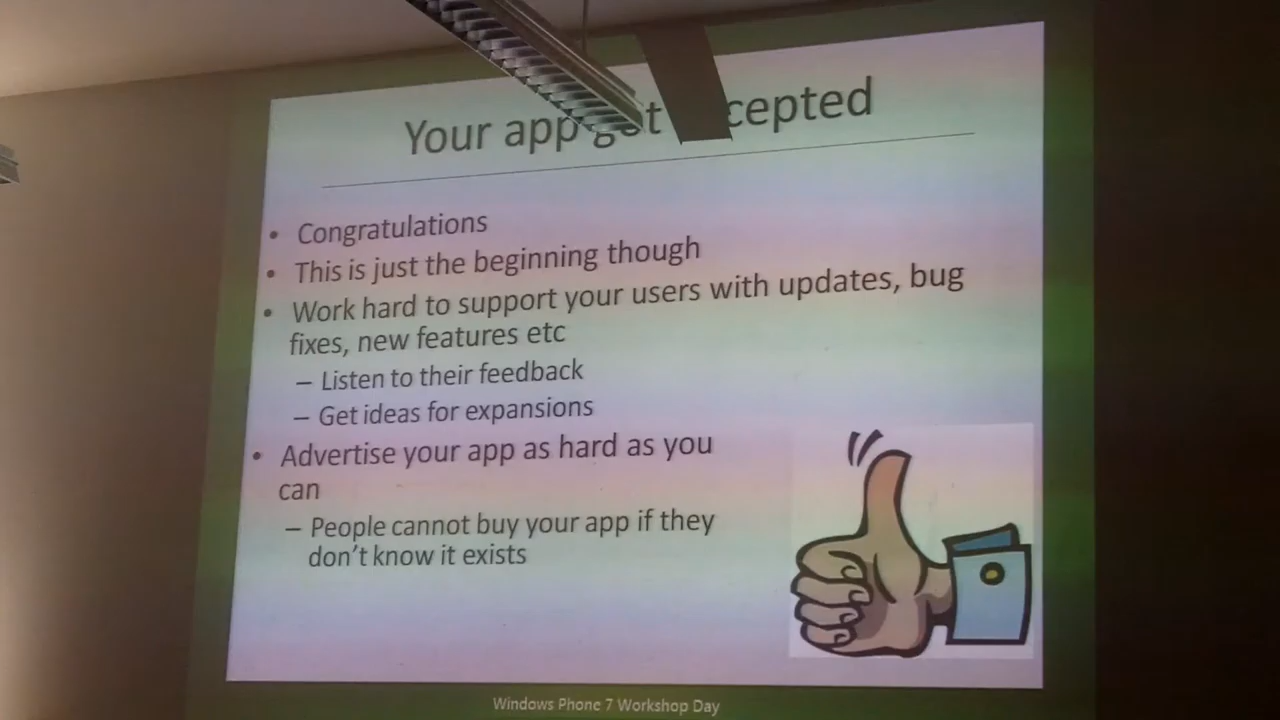 Your app got accepted
• Congratulations
• This is just the beginning though
• Work hard to support your users with updates, bug
fixes, new features etc
– Listen to their feedback
– Get ideas for expansions
• Advertise your app as hard as you
can
– People cannot buy your app if they
don't know it exists
Windows Phone 7 Workshop Day